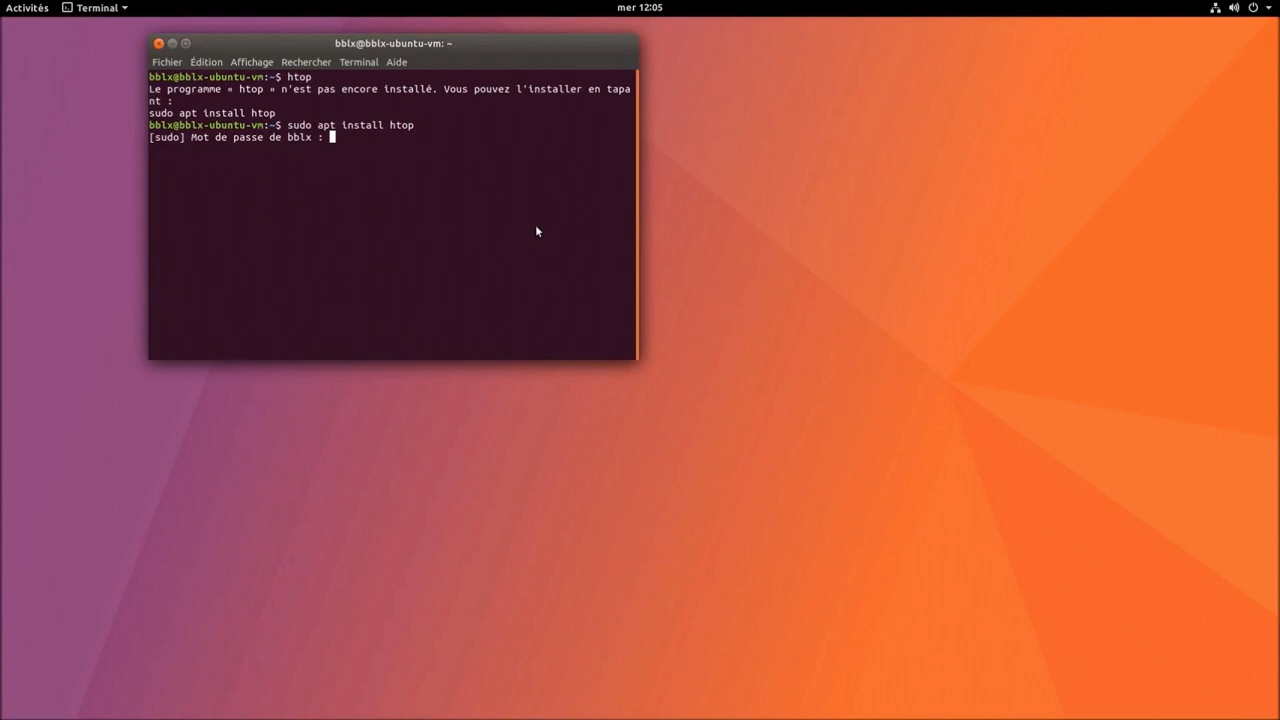 Activités Terminal mer 12:05
bblx@bblx-ubuntu-vm: ~
Fichier Édition Affichage Rechercher Terminal Aide
bblx@bblx-ubuntu-vm:~$ htop
Le programme « htop » n'est pas encore installé. Vous pouvez l'installer en tapa
nt :
sudo apt install htop
bblx@bblx-ubuntu-vm:~$ sudo apt install htop
[sudo] Mot de passe de bblx :